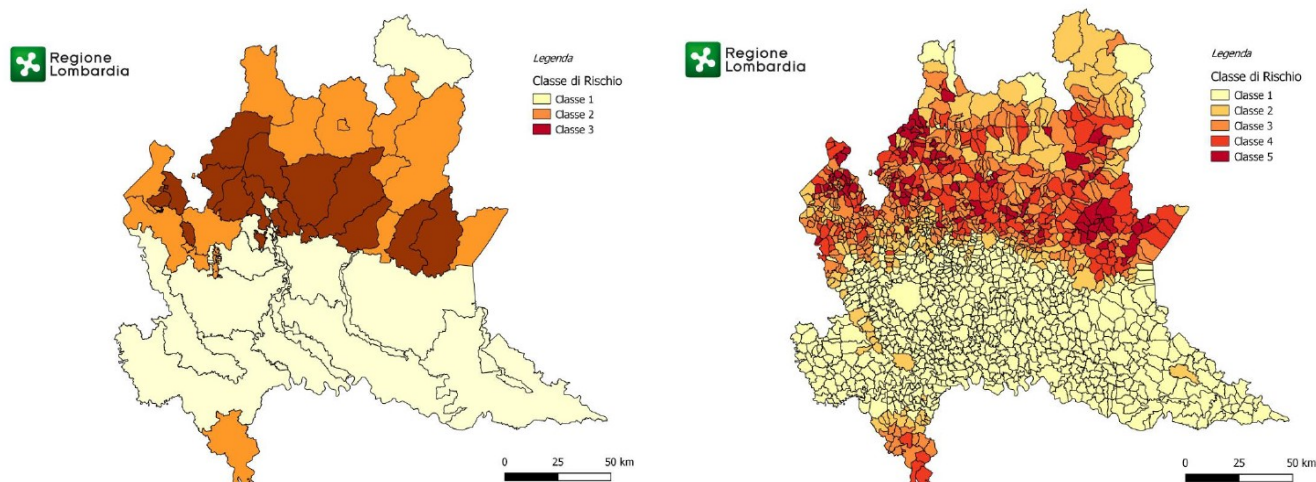 Regione
Lombardia
Legenda
Classe di Rischio
Classe 1
Classe 2
Classe 3
0 25 50 km
Regione
Lombardia
Legenda
Classe di Rischio
Classe 1
Classe 2
Classe 3
Classe 4
Classe 5
0 25 50 km